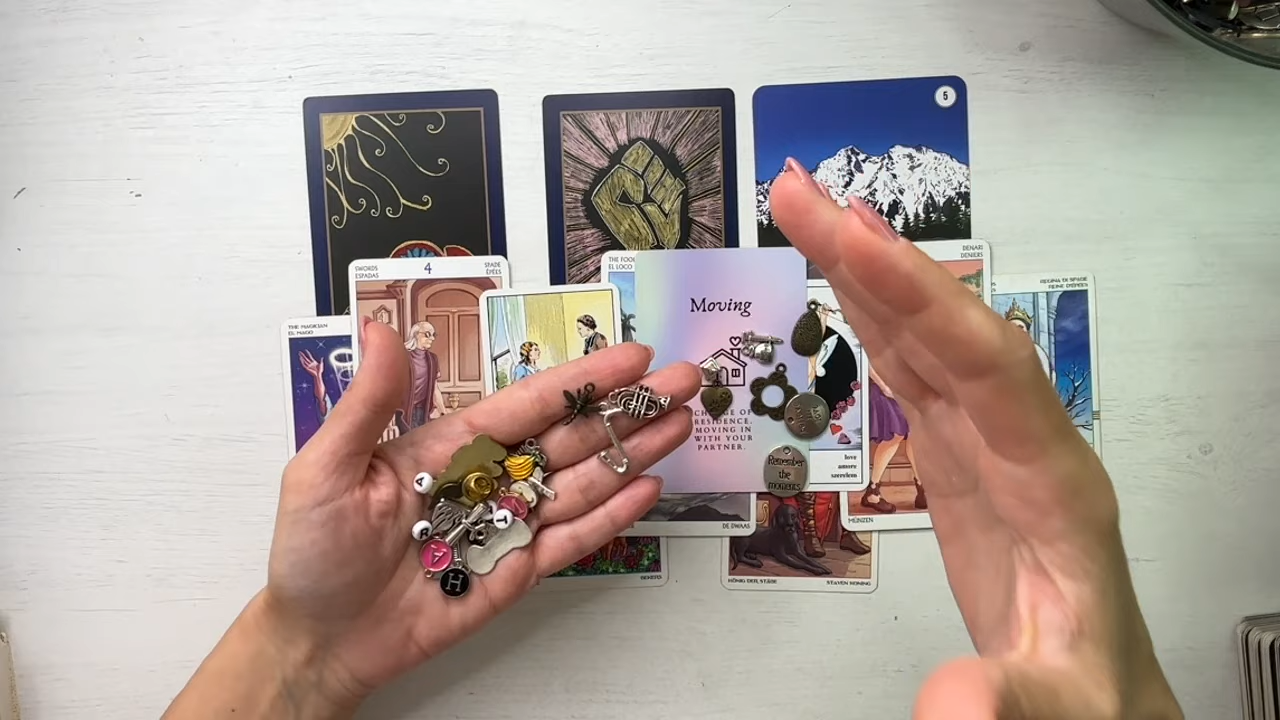 5
SWORDS
ESPADAS
4
SPADE
ÉPÉES
THE FOOL
EL LOCO
DENARI
DENIERS
REGINA DI SPADE
REINE D'ÉPÉES
THE MAGICIAN
EL MAGO
Moving
CHANGE OF
RESIDENCE.
MOVING IN
WITH YOUR
PARTNER.
love
amore
szerelem
Remember
the
moments
A
R
T
A
H
MÜNZEN
DE DWAAS
KÖNIG DER STÄBE
STAVEN KONING